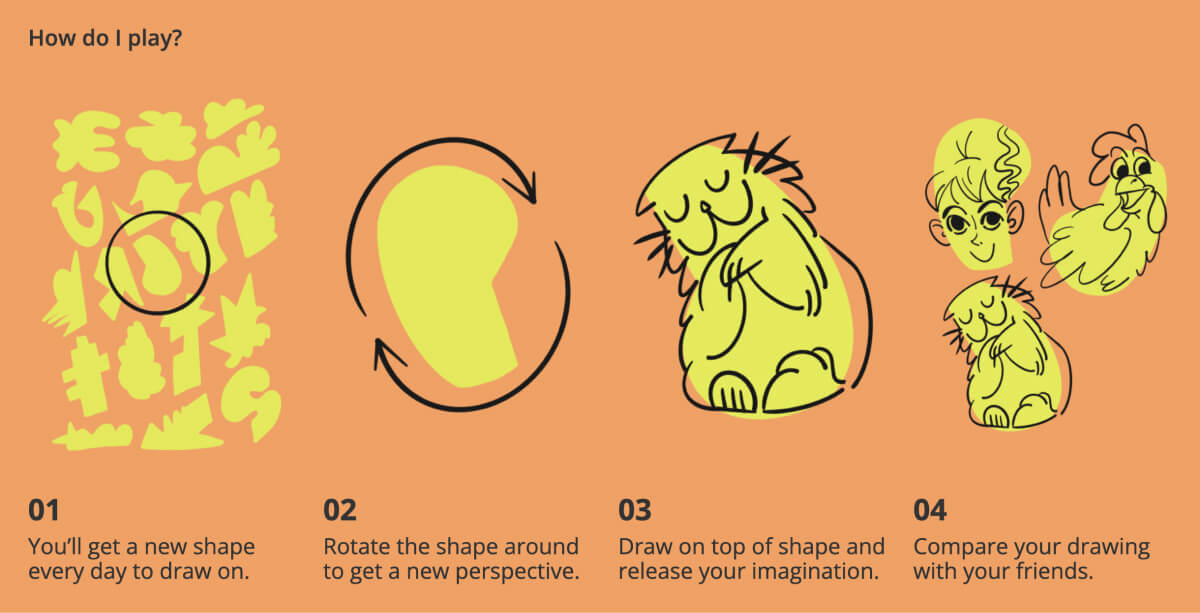 How do I play?
01
You’ll get a new shape
every day to draw on.
02
Rotate the shape around
to get a new perspective.
03
Draw on top of shape and
release your imagination.
04
Compare your drawing
with your friends.